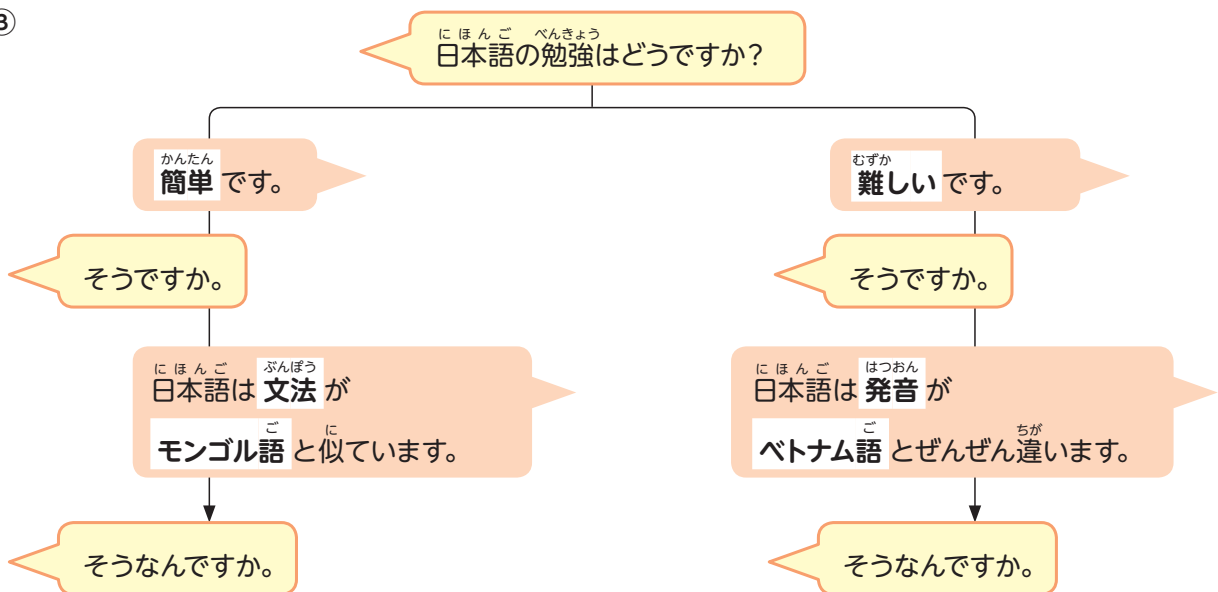 ③
にほんご べんきょう
日本語の勉強はどうですか？
かんたん
簡単 です。
そうですか。
にほんご ぶんぽう
日本語は 文法 が
ご に
モンゴル語 と似ています。
そうなんですか。
むずか
難しい です。
そうですか。
にほんご はつおん
日本語は 発音 が
ご ちが
ベトナム語 とぜんぜん違います。
そうなんですか。